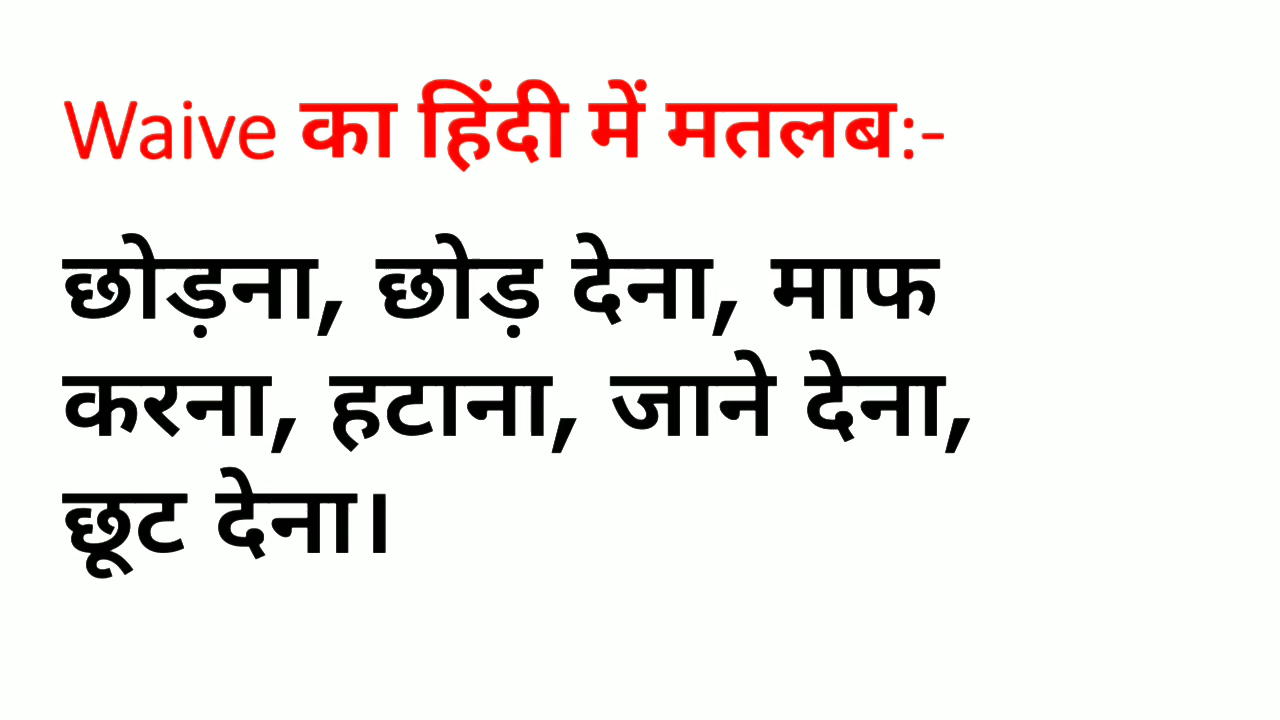 Waive का हिंदी में मतलब:-
छोड़ना, छोड़ देना, माफ
करना, हटाना, जाने देना,
छूट देना।